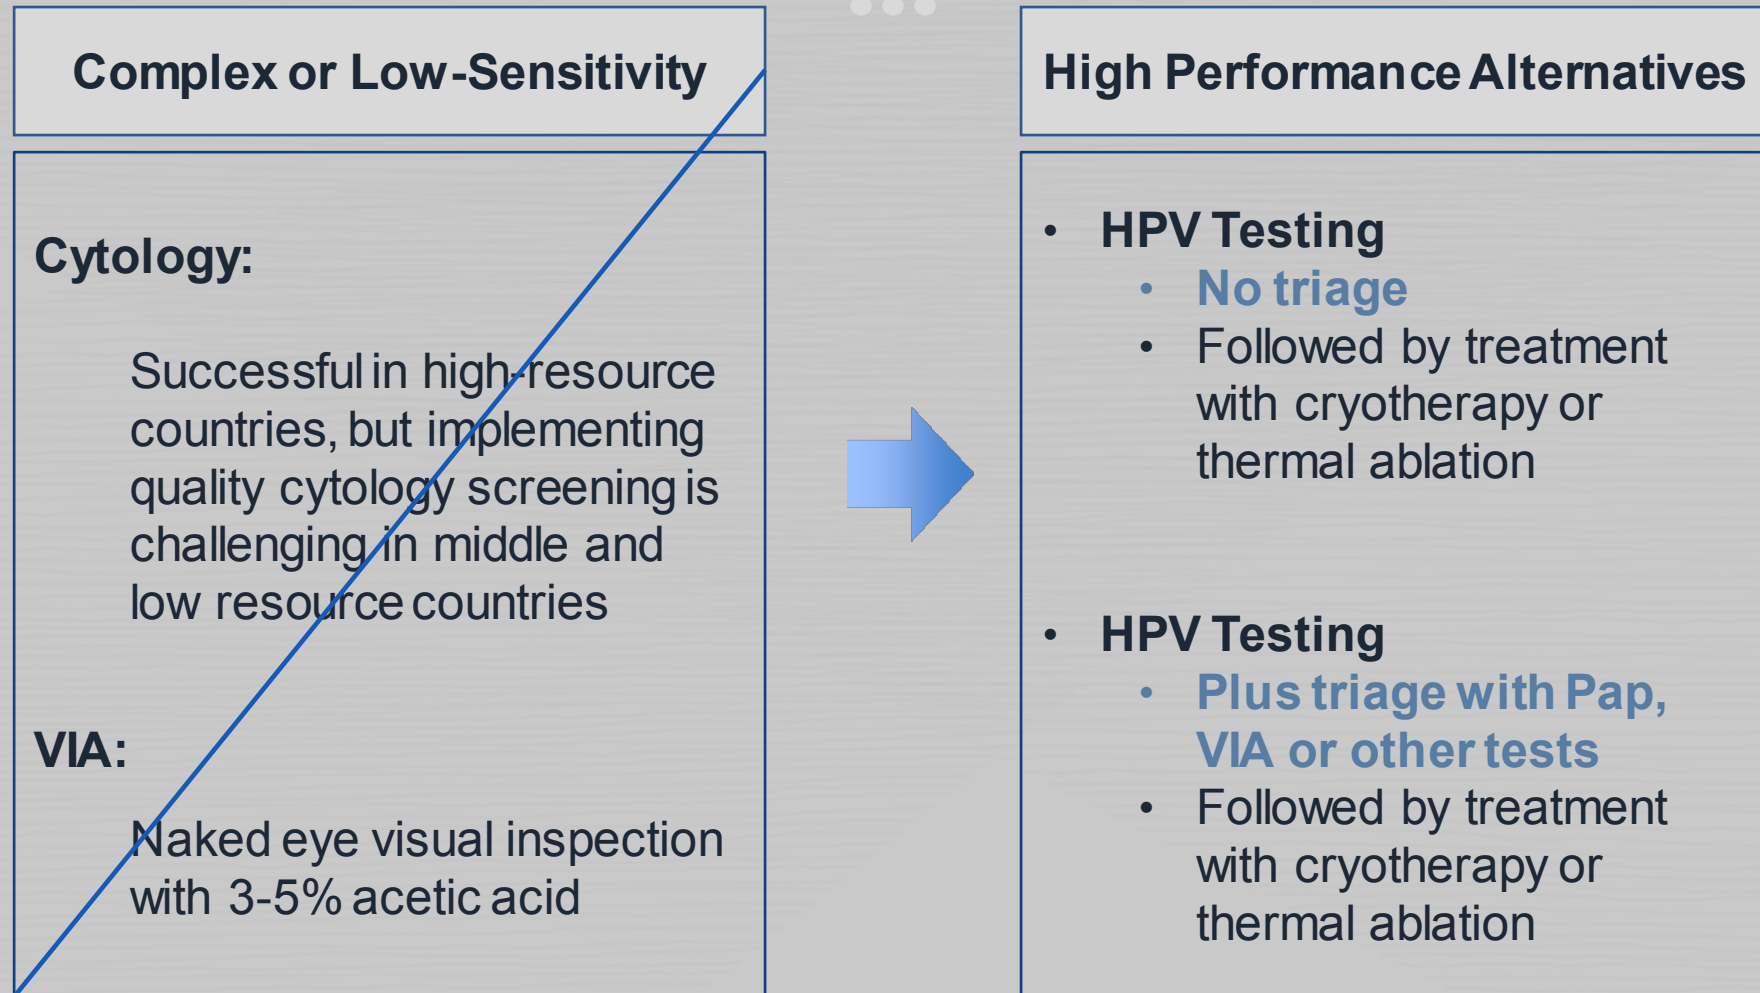 Complex or Low-Sensitivity
Cytology:
Successful in high-resource
countries, but implementing
quality cytology screening is
challenging in middle and
low resource countries
VIA:
Naked eye visual inspection
with 3-5% acetic acid
High Performance Alternatives
• HPV Testing
• No triage
• Followed by treatment
with cryotherapy or
thermal ablation
• HPV Testing
• Plus triage with Pap,
VIA or other tests
• Followed by treatment
with cryotherapy or
thermal ablation